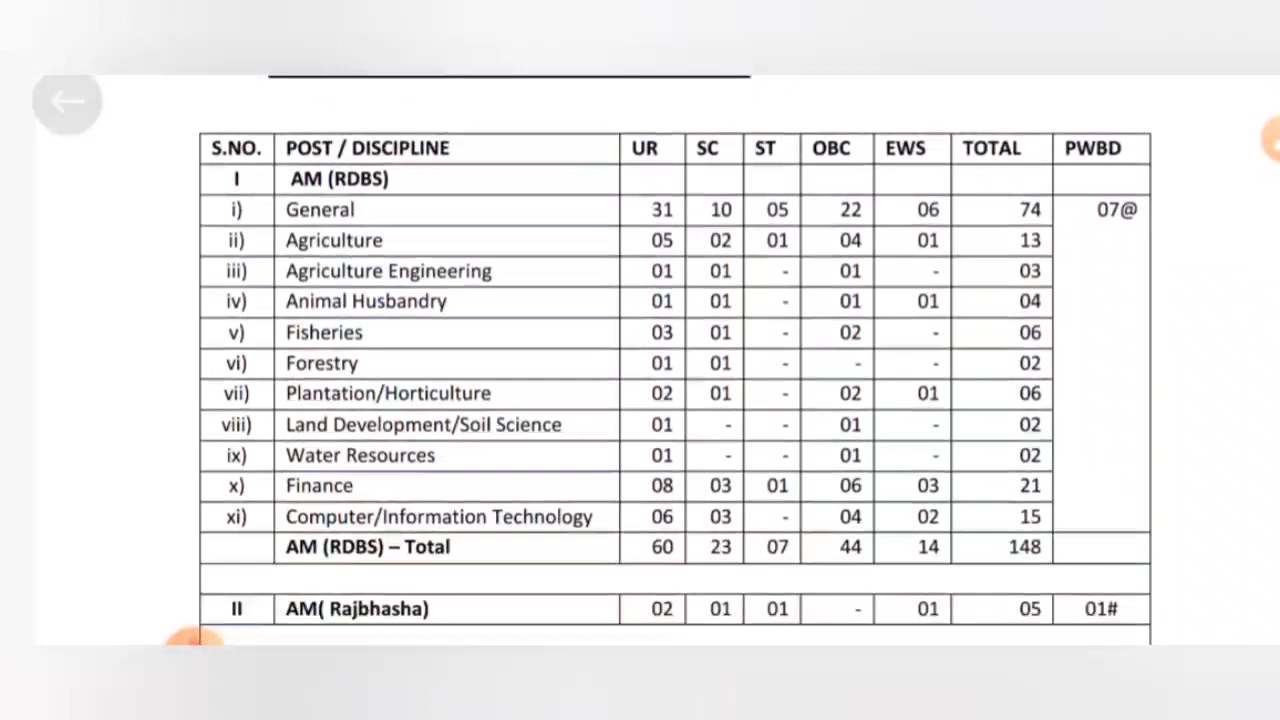 S.NO. POST / DISCIPLINE UR SC ST OBC EWS TOTAL PWBD
I AM (RDBS)
i) General 31 10 05 22 06 74 07@
ii) Agriculture 05 02 01 04 01 13
iii) Agriculture Engineering 01 01 - 01 - 03
iv) Animal Husbandry 01 01 - 01 01 04
v) Fisheries 03 01 - 02 - 06
vi) Forestry 01 01 - - - 02
vii) Plantation/Horticulture 02 01 - 02 01 06
viii) Land Development/Soil Science 01 - - 01 - 02
ix) Water Resources 01 - - 01 - 02
x) Finance 08 03 01 06 03 21
xi) Computer/Information Technology 06 03 - 04 02 15
AM (RDBS) – Total 60 23 07 44 14 148
II AM( Rajbhasha) 02 01 01 - 01 05 01#